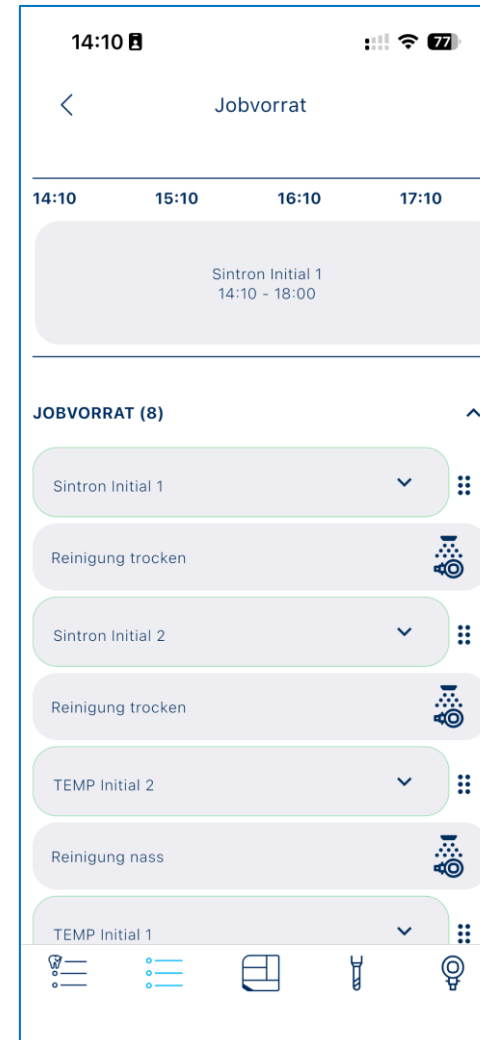 14:10
77
Jobvorrat
14:10 15:10 16:10 17:10
Sintron Initial 1
14:10 - 18:00
JOBVORRAT (8)
Sintron Initial 1
Reinigung trocken
Sintron Initial 2
Reinigung trocken
TEMP Initial 2
Reinigung nass
TEMP Initial 1